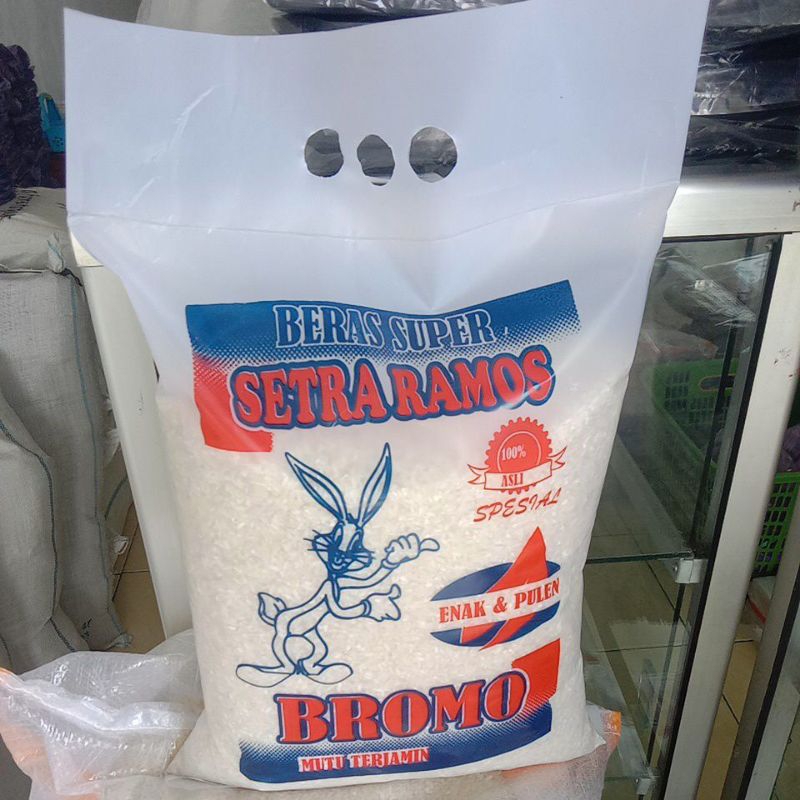 BERAS SUPER
SETRA RAMOS
100%
ASLI
SPESIAL
ENAK & PULEN
BROMO
MUTU TERJAMIN